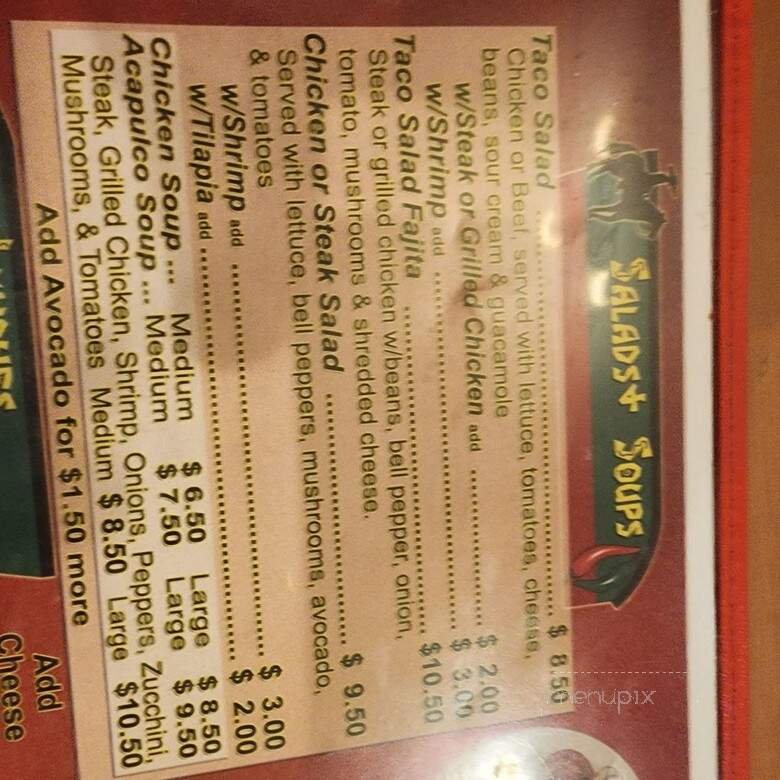 SALADS & SOUPS
Taco Salad ........................................ $ 8.50
Chicken or Beef, served with lettuce, tomatoes, cheese,
beans, sour cream & guacamole
w/Steak or Grilled Chicken add .................. $ 2.00
w/Shrimp add ........................................ $ 3.00
Taco Salad Fajita .................................... $10.50
Steak or grilled chicken w/beans, bell pepper, onion,
tomato, mushrooms & shredded cheese.
Chicken or Steak Salad ........................... $ 9.50
Served with lettuce, bell peppers, mushrooms, avocado,
& tomatoes
w/Shrimp add ........................................ $ 3.00
w/Tilapia add ........................................ $ 2.00
Chicken Soup ... Medium $ 6.50 Large $ 8.50
Acapulco Soup ... Medium $ 7.50 Large $ 9.50
Steak, Grilled Chicken, Shrimp, Onions, Peppers, Zucchini,
Mushrooms, & Tomatoes Medium $ 8.50 Large $10.50
Add Avocado for $1.50 more
Add
Cheese
menupix